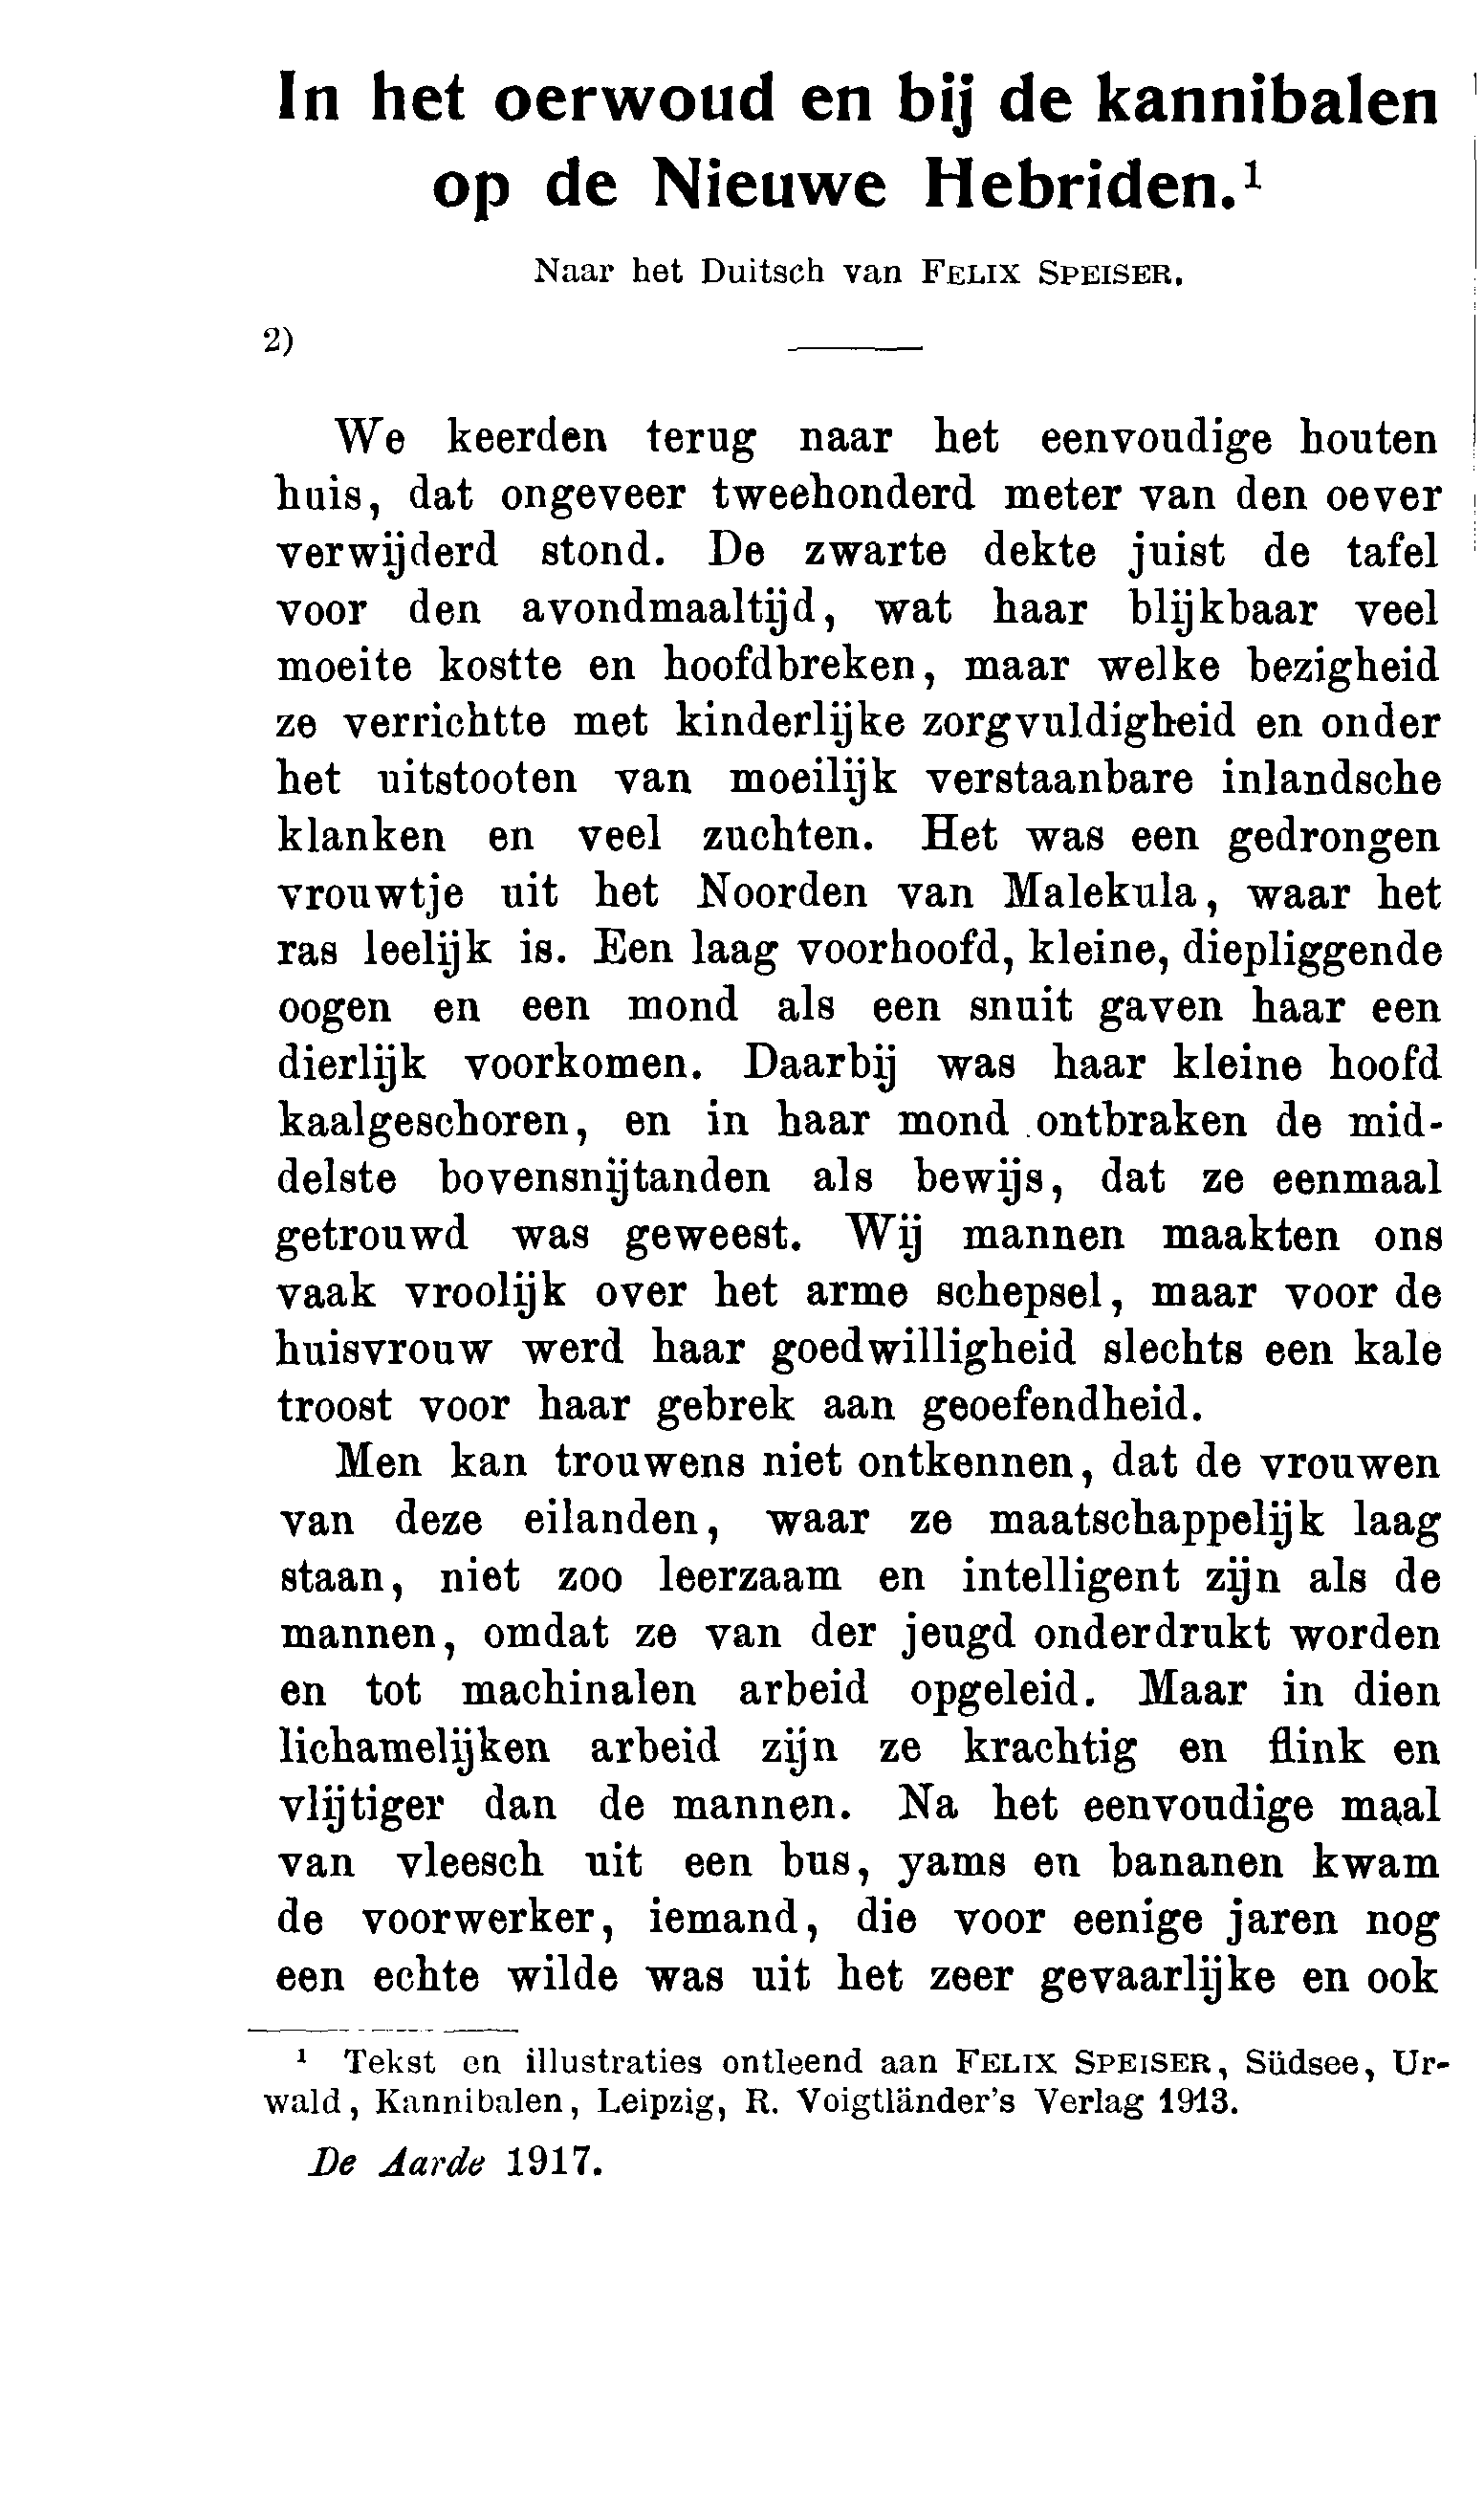 In het oerwoud en bij de kannibalen
op de Nieuwe Hebriden.¹
Naar het Duitsch van FELIX SPEISER.
2)
We keerden terug naar het eenvoudige houten
huis, dat ongeveer tweehonderd meter van den oever
verwijderd stond. De zwarte dekte juist de tafel
voor den avondmaaltijd, wat haar blijkbaar veel
moeite kostte en hoofdbreken, maar welke bezigheid
ze verrichtte met kinderlijke zorgvuldigheid en onder
het uitstooten van moeilijk verstaanbare inlandsche
klanken en veel zuchten. Het was een gedrongen
vrouwtje uit het Noorden van Malekula, waar het
ras leelijk is. Een laag voorhoofd, kleine, diepliggende
oogen en een mond als een snuit gaven haar een
dierlijk voorkomen. Daarbij was haar kleine hoofd
kaalgeschoren, en in haar mond ontbraken de mid-
delste bovensnijtanden als bewijs, dat ze eenmaal
getrouwd was geweest. Wij mannen maakten ons
vaak vroolijk over het arme schepsel, maar voor de
huisvrouw werd haar goedwilligheid slechts een kale
troost voor haar gebrek aan geoefendheid.
Men kan trouwens niet ontkennen, dat de vrouwen
van deze eilanden, waar ze maatschappelijk laag
staan, niet zoo leerzaam en intelligent zijn als de
mannen, omdat ze van der jeugd onderdrukt worden
en tot machinalen arbeid opgeleid. Maar in dien
lichamelijken arbeid zijn ze krachtig en flink en
vlijtiger dan de mannen. Na het eenvoudige maal
van vleesch uit een bus, yams en bananen kwam
de voorwerker, iemand, die voor eenige jaren nog
een echte wilde was uit het zeer gevaarlijke en ook
¹ Tekst en illustraties ontleend aan FELIX SPEISER, Südsee, Ur-
wald, Kannibalen, Leipzig, R. Voigtländer's Verlag 1913.
De Aarde 1917.